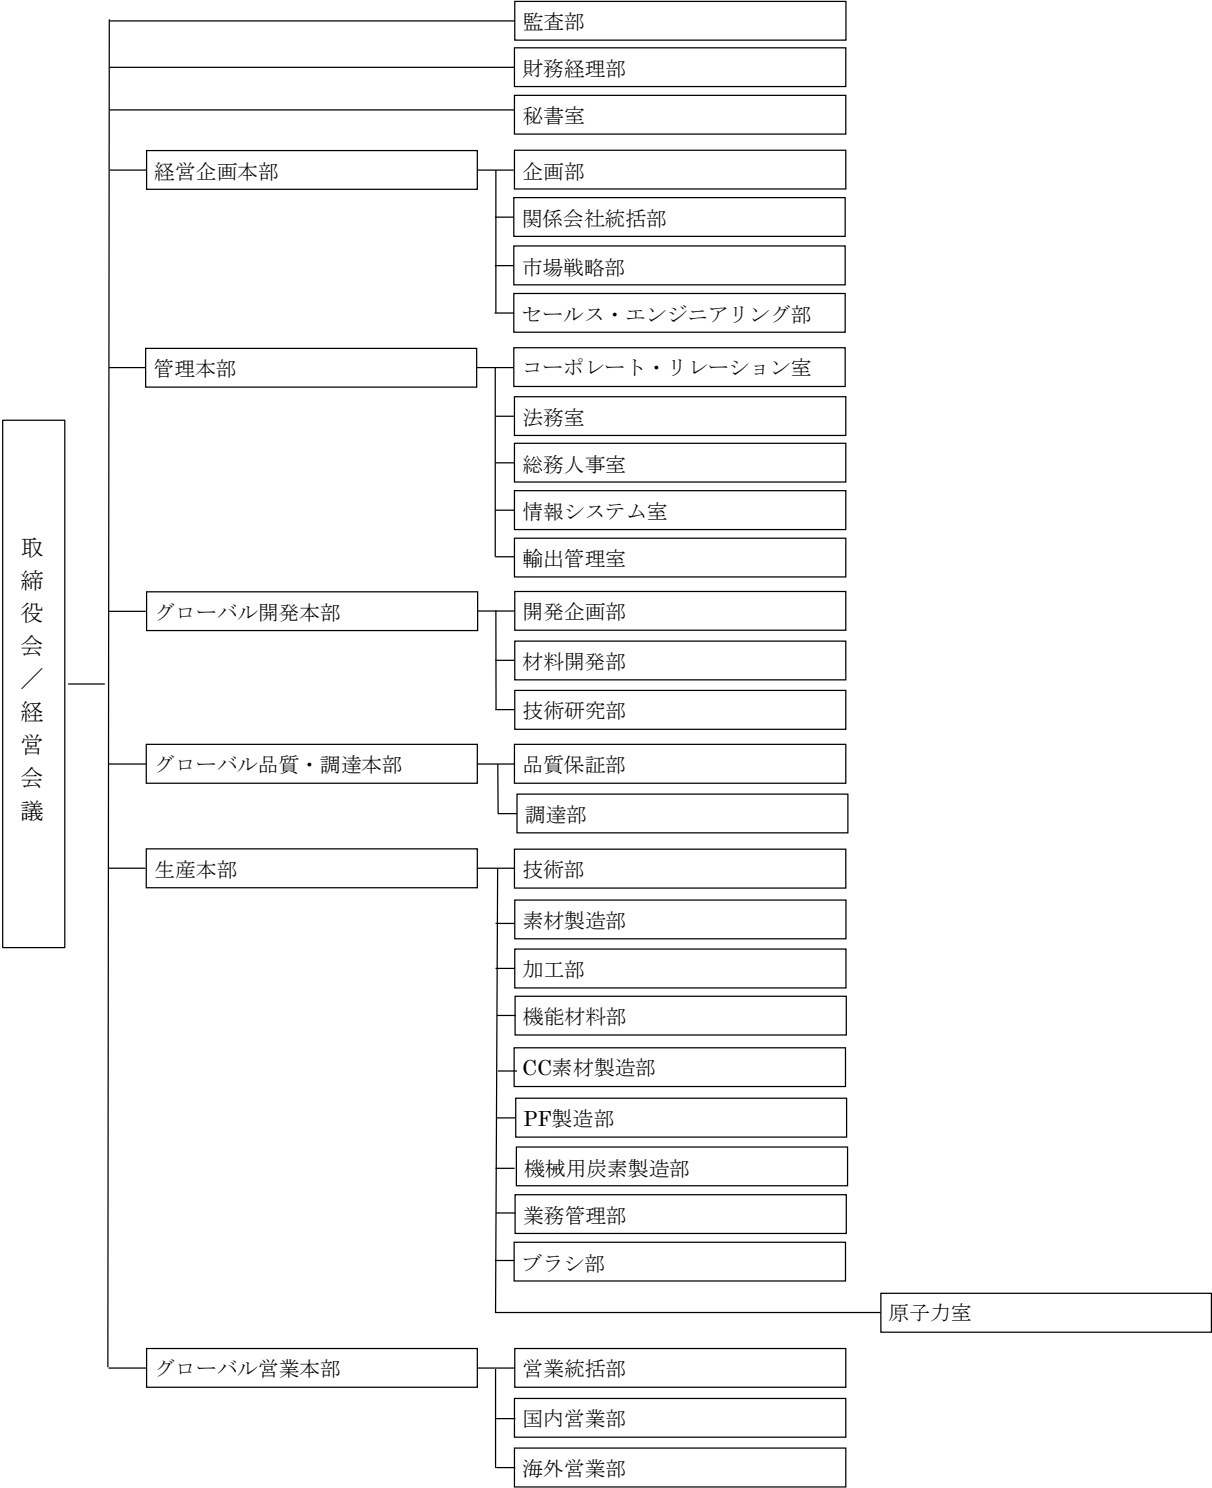 監査部
財務経理部
秘書室
経営企画本部
企画部
関係会社統括部
市場戦略部
セールス・エンジニアリング部
管理本部
コーポレート・リレーション室
法務室
総務人事室
情報システム室
輸出管理室
取締役会／経営会議
グローバル開発本部
開発企画部
材料開発部
技術研究部
グローバル品質・調達本部
品質保証部
調達部
生産本部
技術部
素材製造部
加工部
機能材料部
CC素材製造部
PF製造部
機械用炭素製造部
業務管理部
ブラシ部
原子力室
グローバル営業本部
営業統括部
国内営業部
海外営業部